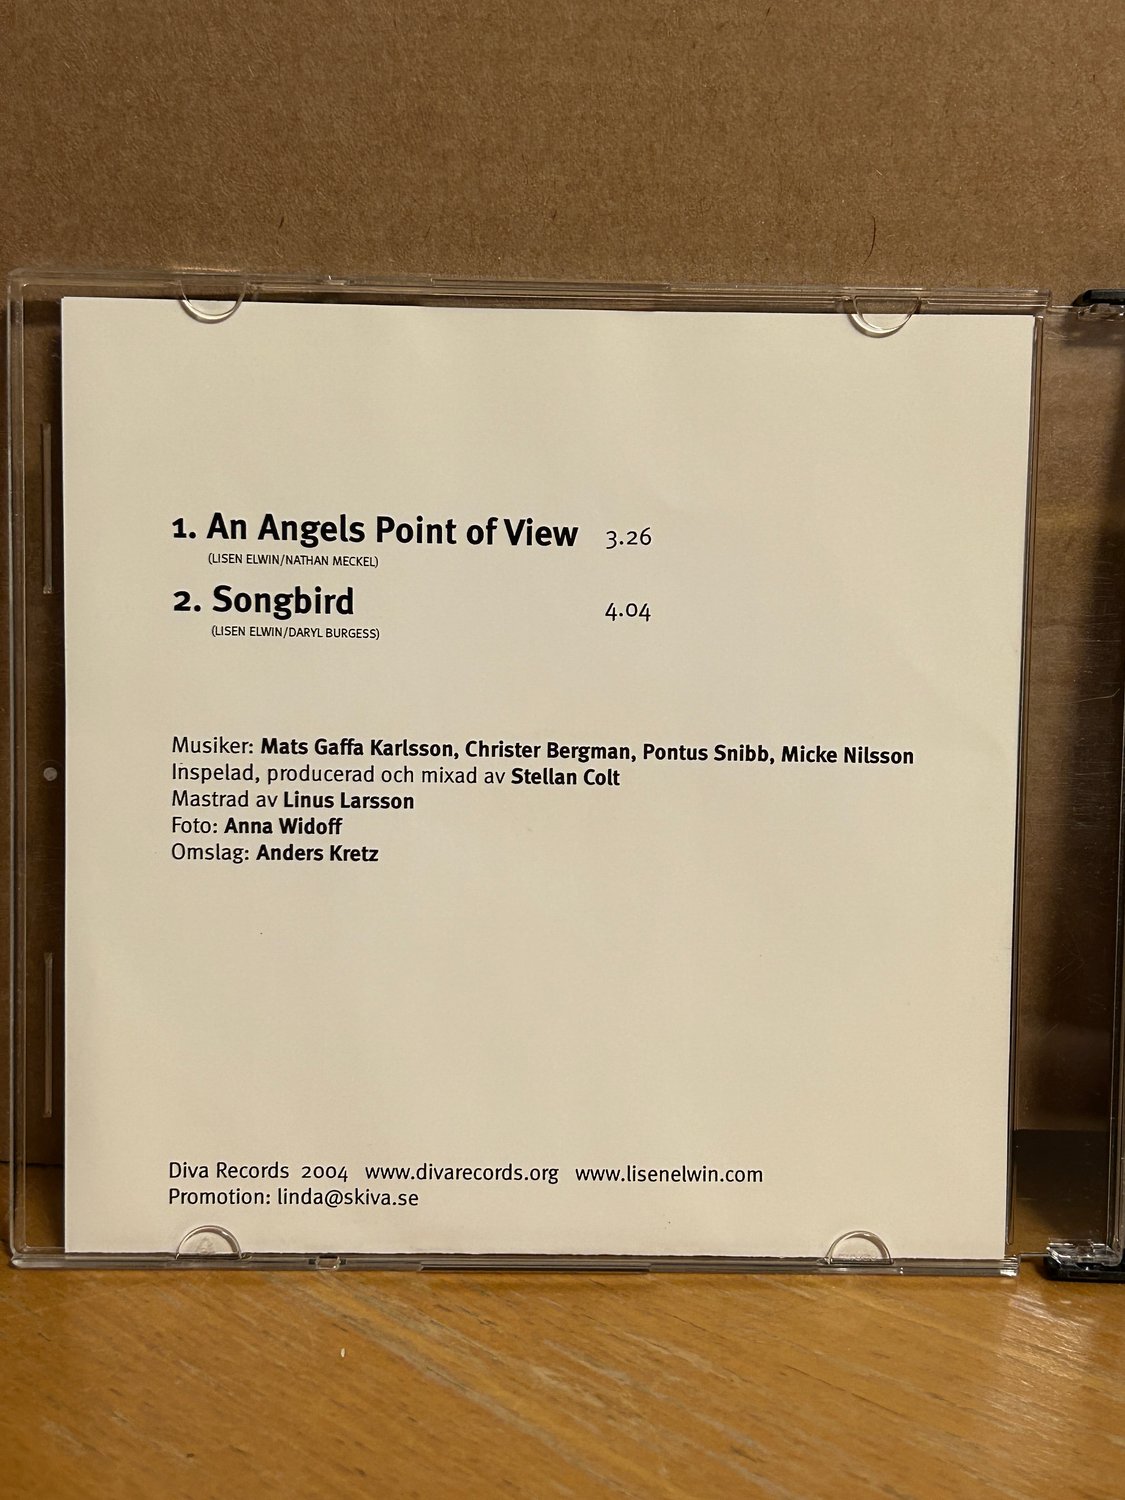 1. An Angels Point of View 3.26
(LISEN ELWIN/NATHAN MECKEL)
2. Songbird 4.04
(LISEN ELWIN/DARYL BURGESS)
Musiker: Mats Gaffa Karlsson, Christer Bergman, Pontus Snibb, Micke Nilsson
Inspelad, producerad och mixad av Stellan Colt
Mastrad av Linus Larsson
Foto: Anna Widoff
Omslag: Anders Kretz
Diva Records 2004 www.divarecords.org www.lisenelwin.com
Promotion: linda@skiva.se